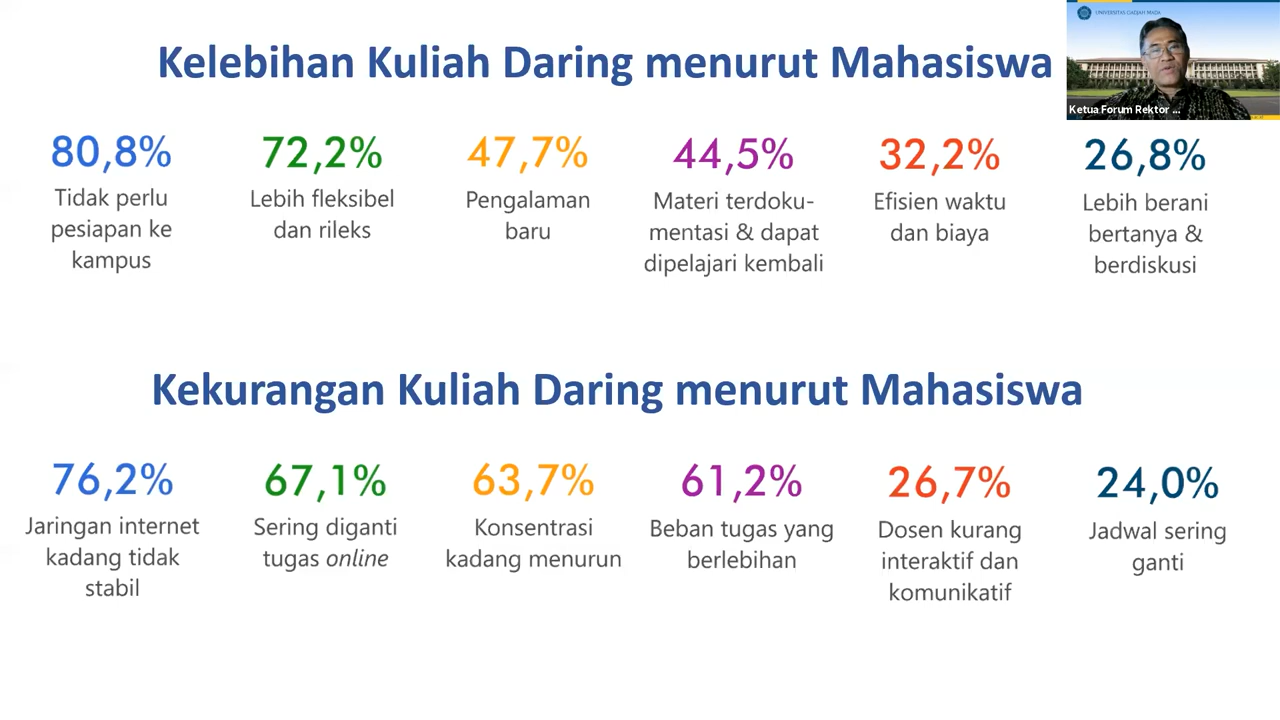 UNIVERSITAS GADJAH MADA
Kelebihan Kuliah Daring menurut Mahasiswa
Ketua Forum Rektor ...
80,8%
Tidak perlu
pesiapan ke
kampus
72,2%
Lebih fleksibel
dan rileks
47,7%
Pengalaman
baru
44,5%
Materi terdoku-
mentasi & dapat
dipelajari kembali
32,2%
Efisien waktu
dan biaya
26,8%
Lebih berani
bertanya &
berdiskusi
Kekurangan Kuliah Daring menurut Mahasiswa
76,2%
Jaringan internet
kadang tidak
stabil
67,1%
Sering diganti
tugas online
63,7%
Konsentrasi
kadang menurun
61,2%
Beban tugas yang
berlebihan
26,7%
Dosen kurang
interaktif dan
komunikatif
24,0%
Jadwal sering
ganti